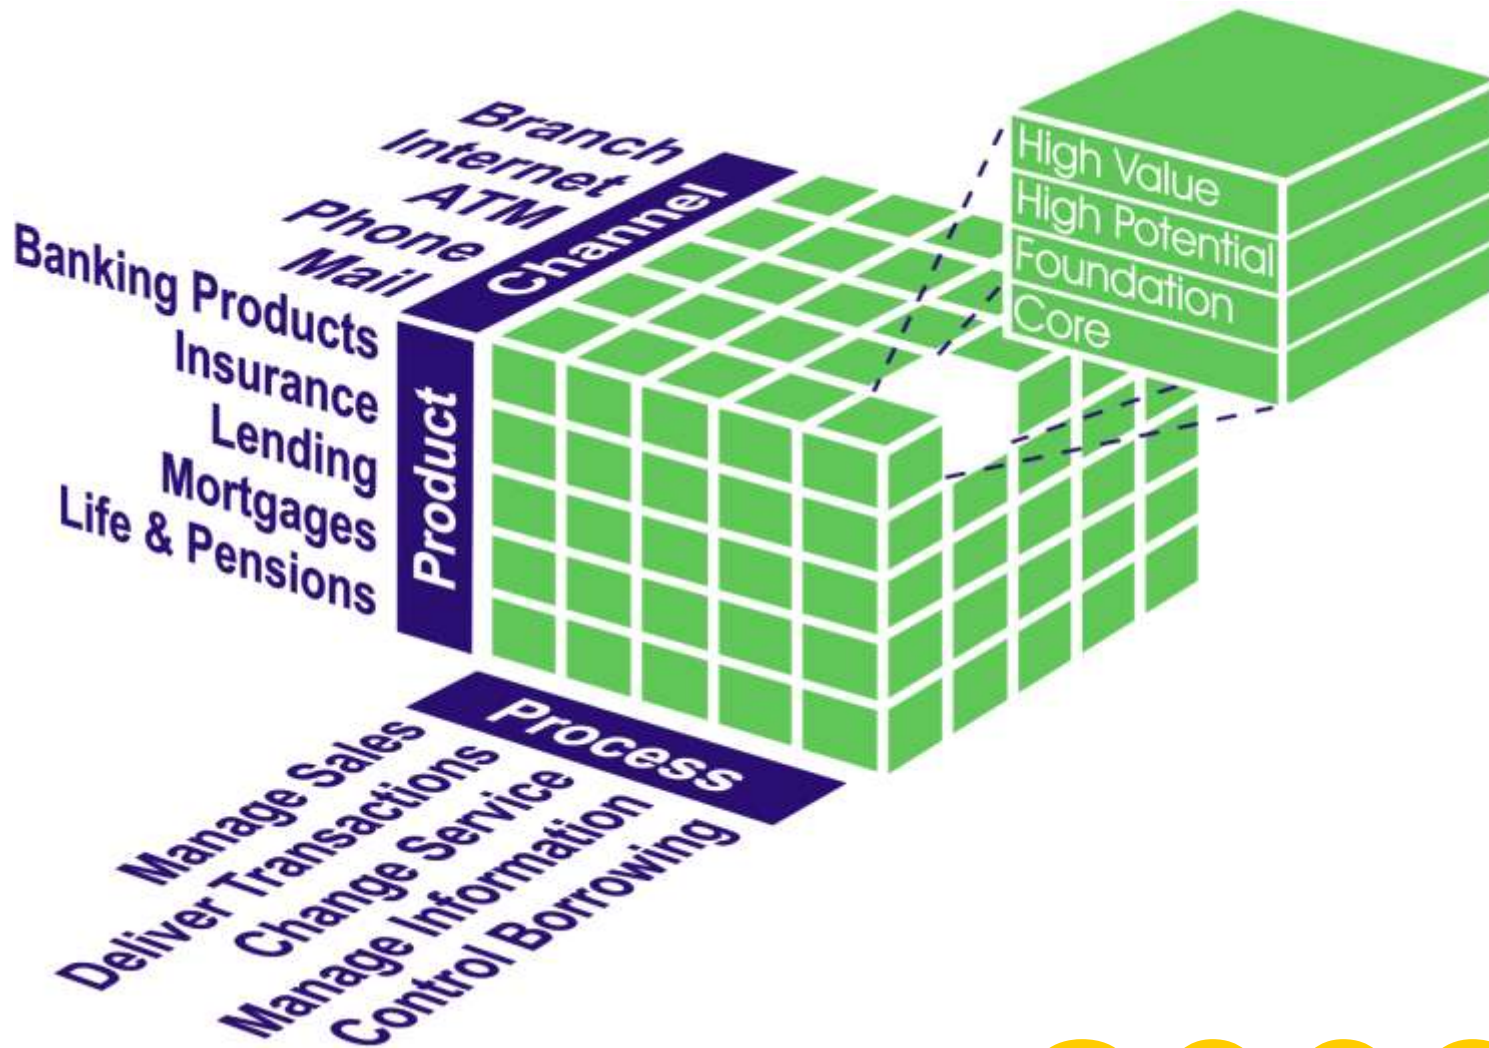 Branch
Internet
ATM
Phone
Mail
Channel
Banking Products
Insurance
Lending
Mortgages
Life & Pensions
Product
High Value
High Potential
Foundation
Core
Process
Manage Sales
Deliver Transactions
Change Service
Manage Information
Control Borrowing